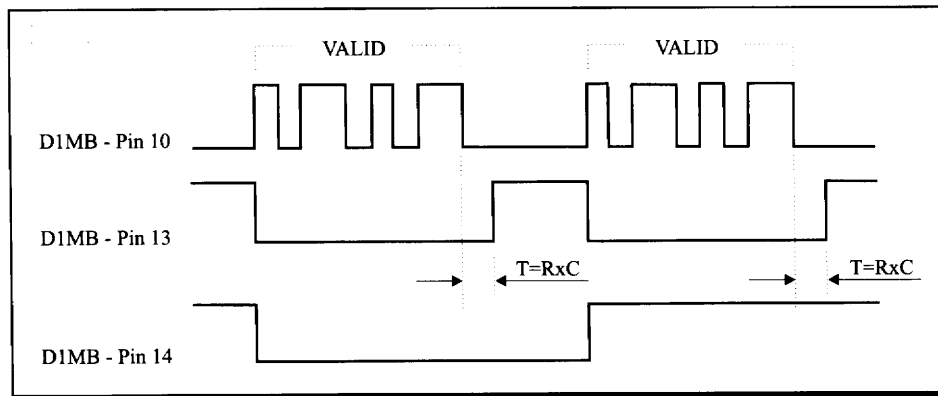 VALID VALID
D1MB - Pin 10
D1MB - Pin 13
T=RxC T=RxC
D1MB - Pin 14